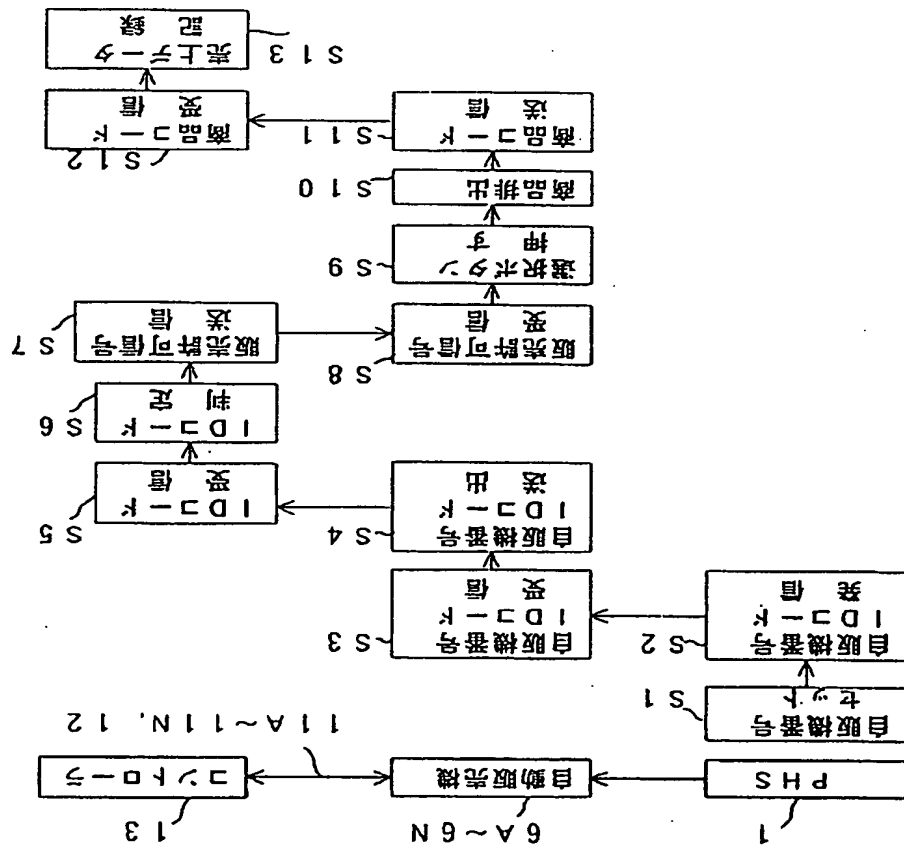 1
6A～6N
13
PHS
自動販売機
コントローラ
11A～11N, 12
自販機番号
セット
S1
自販機番号
IDコード
発 信
S2
自販機番号
IDコード
受 信
S3
自販機番号
IDコード
送 出
S4
IDコード
受 信
S5
IDコード
判 定
S6
販売許可信号
送 信
S7
販売許可信号
受 信
S8
選択ボタン
押 す
S9
商品排出
S10
商品コード
送 信
S11
商品コード
受 信
S12
売上データ
記 録
S13